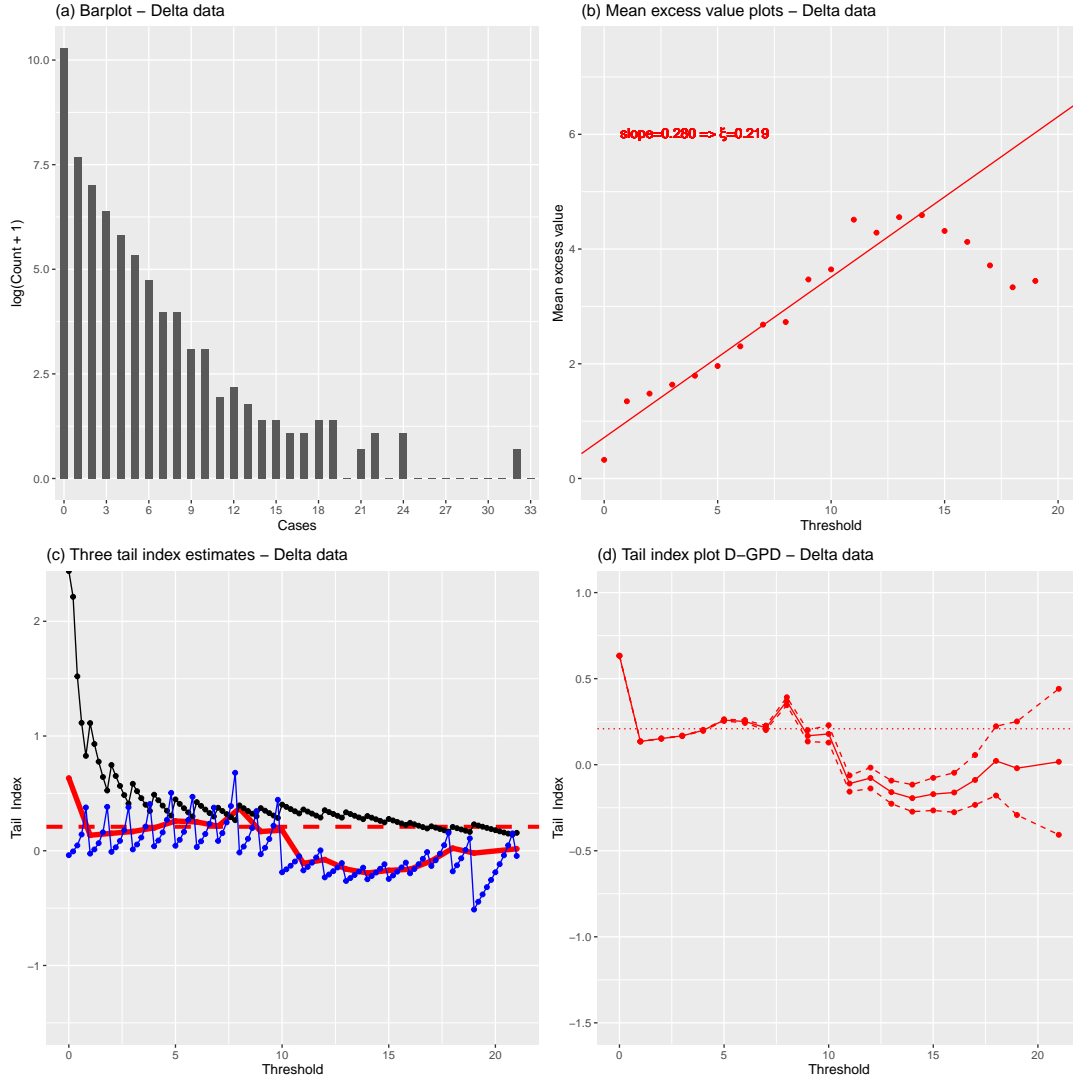 (a) Barplot − Delta data
10.0
7.5
5.0
2.5
0.0
log(Count + 1)
0 3 6 9 12 15 18 21 24 27 30 33
Cases
(b) Mean excess value plots − Delta data
slope=0.280 => ξ=0.219
6
4
2
0
Mean excess value
0 5 10 15 20
Threshold
(c) Three tail index estimates − Delta data
2
1
0
−1
Tail Index
0 5 10 15 20
Threshold
(d) Tail index plot D−GPD − Delta data
1.0
0.5
0.0
−0.5
−1.0
−1.5
Tail Index
0 5 10 15 20
Threshold